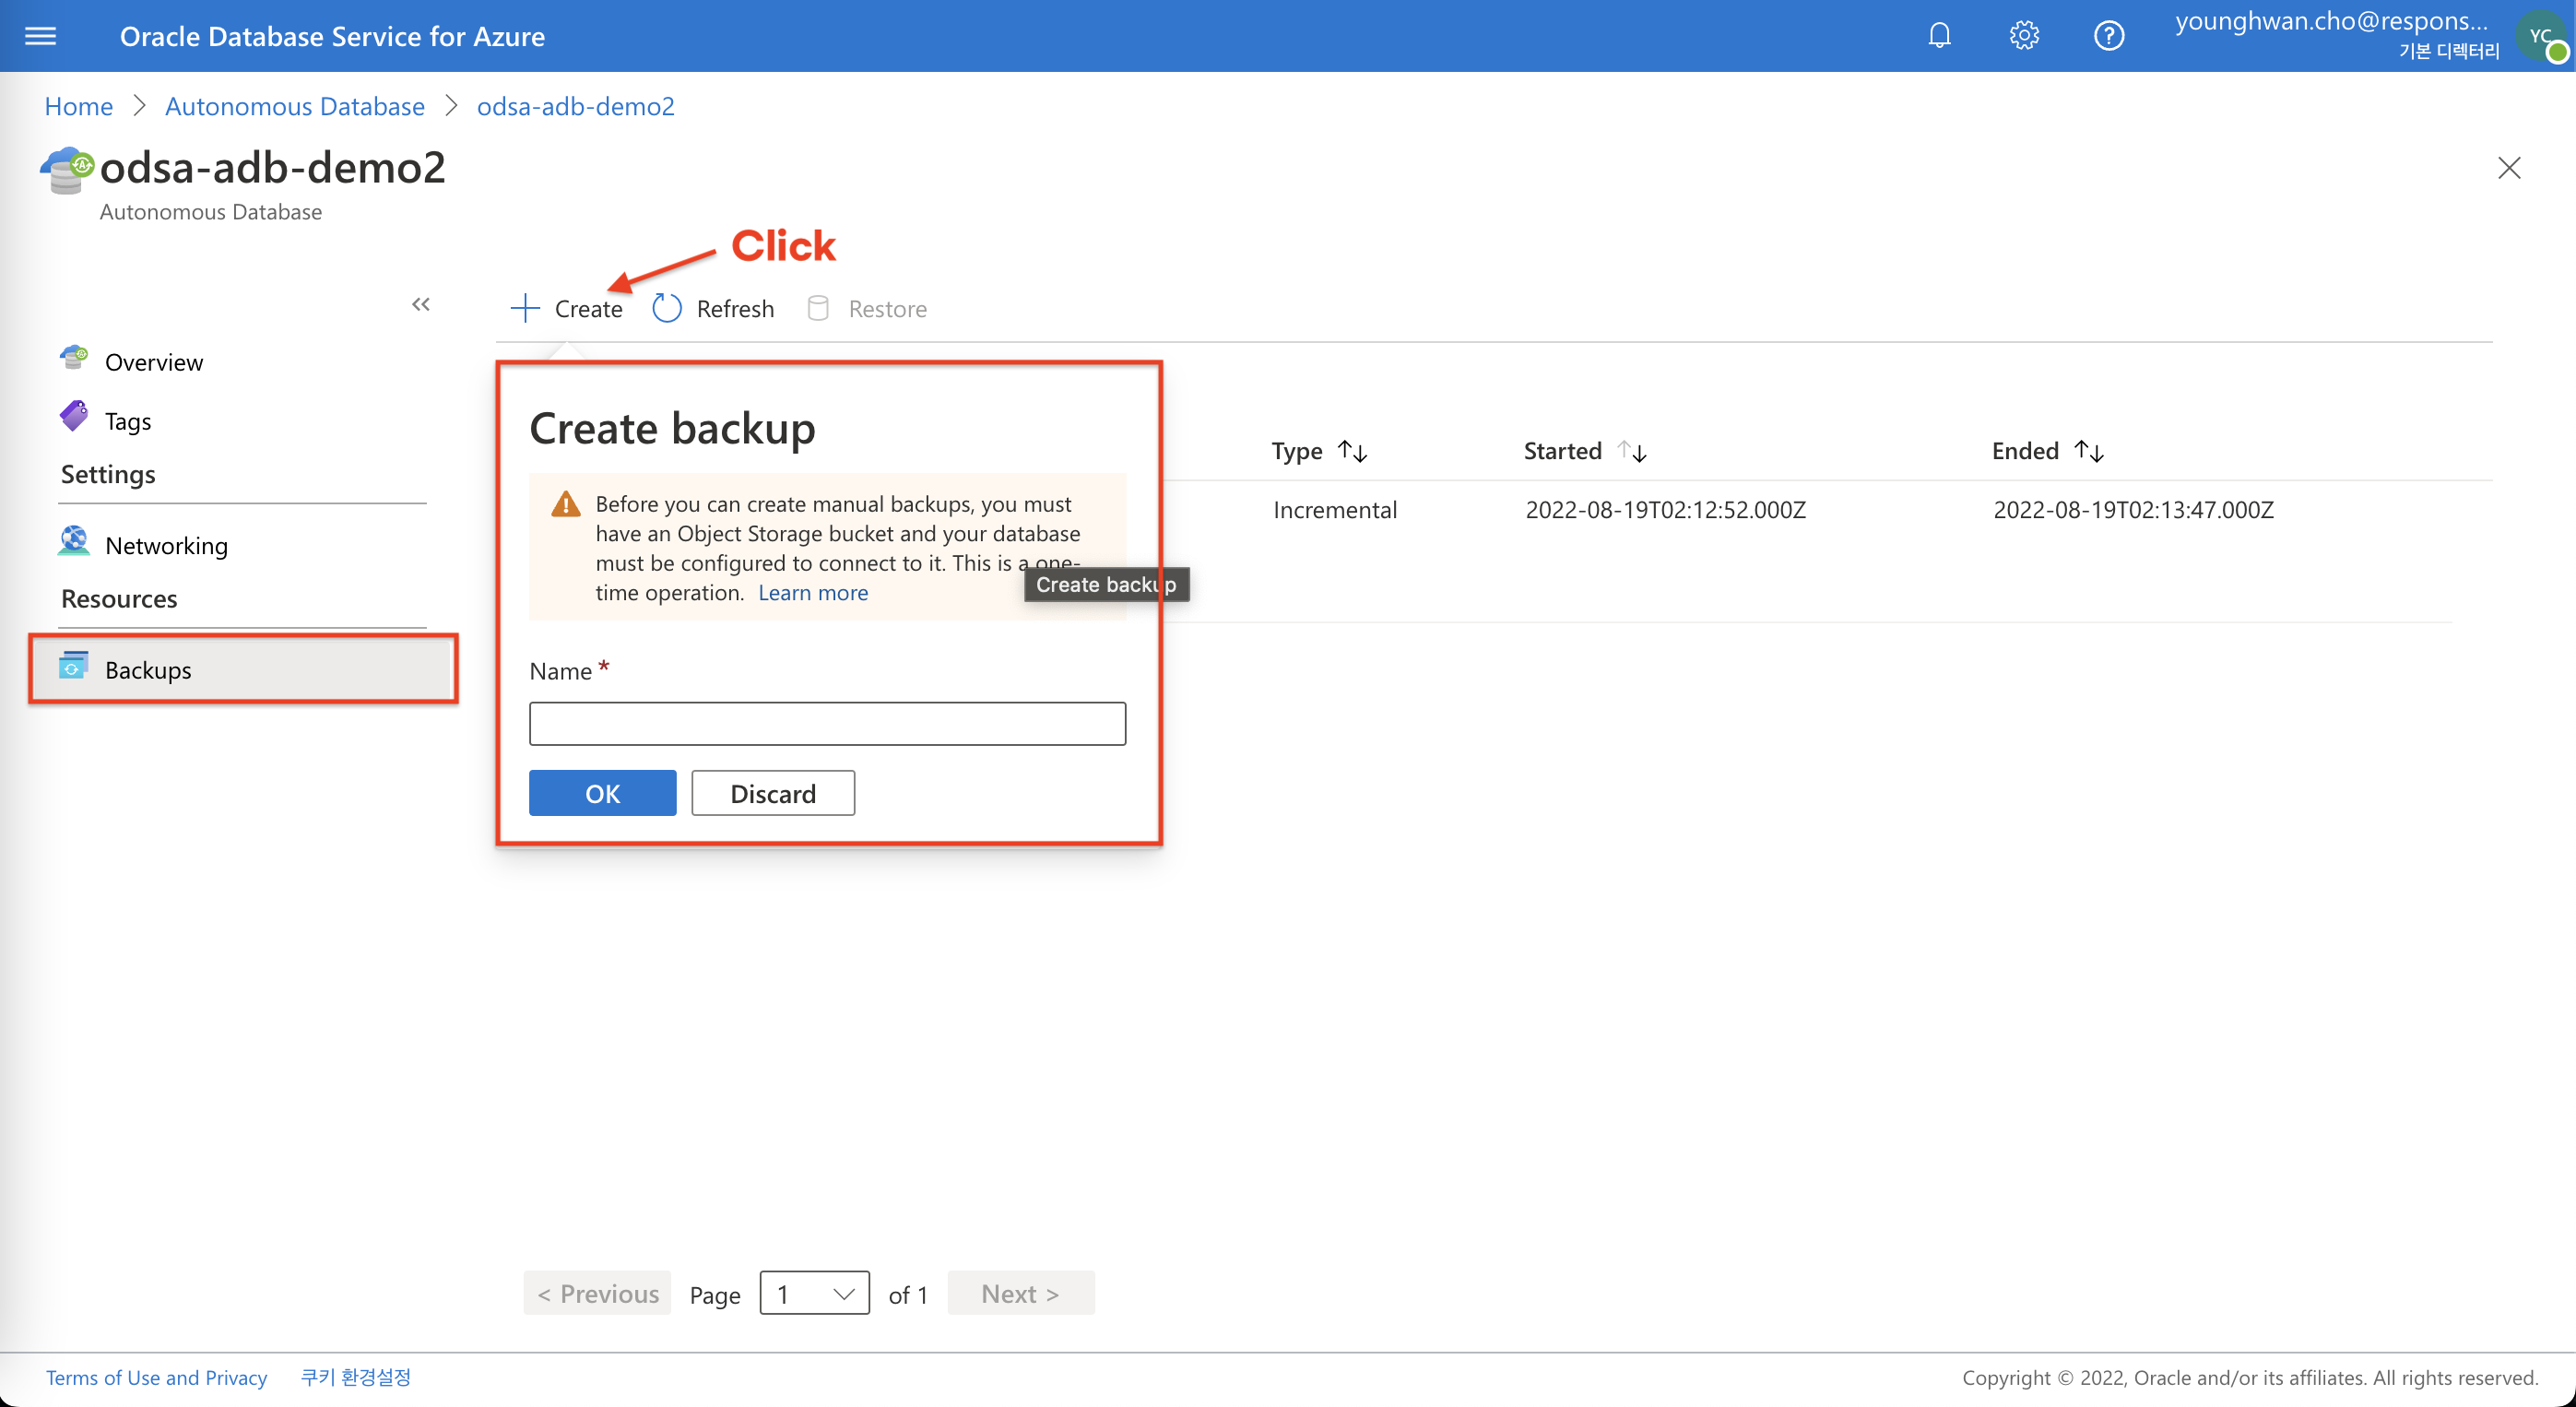 Oracle Database Service for Azure
younghwan.cho@respons...
기본 디렉터리
YC
Home > Autonomous Database > odsa-adb-demo2
odsa-adb-demo2
Autonomous Database
Click
Create Refresh Restore
Overview
Tags
Settings
Networking
Resources
Backups
Create backup
Before you can create manual backups, you must
have an Object Storage bucket and your database
must be configured to connect to it. This is a one-
time operation. Learn more
Create backup
Name *
OK Discard
Type Started Ended
Incremental 2022-08-19T02:12:52.000Z 2022-08-19T02:13:47.000Z
< Previous Page 1 of 1 Next >
Terms of Use and Privacy 쿠키 환경설정
Copyright © 2022, Oracle and/or its affiliates. All rights reserved.